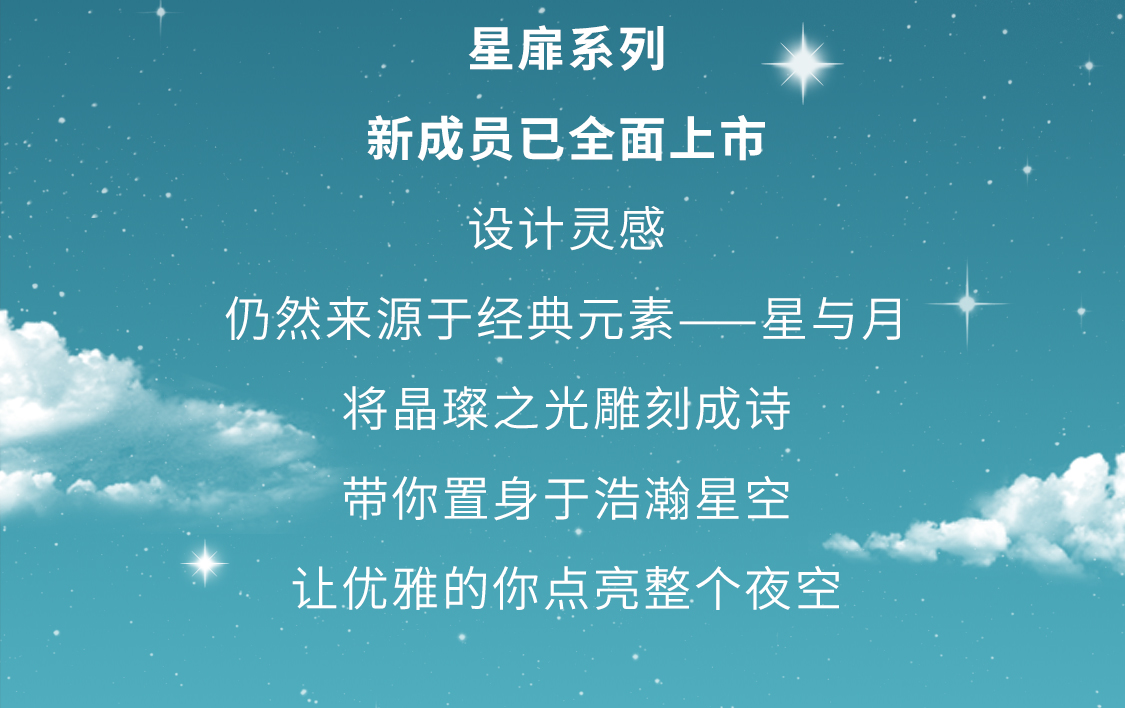 星扉系列
新成员已全面上市
设计灵感
仍然来源于经典元素——星与月
将晶璨之光雕刻成诗
带你置身于浩瀚星空
让优雅的你点亮整个夜空